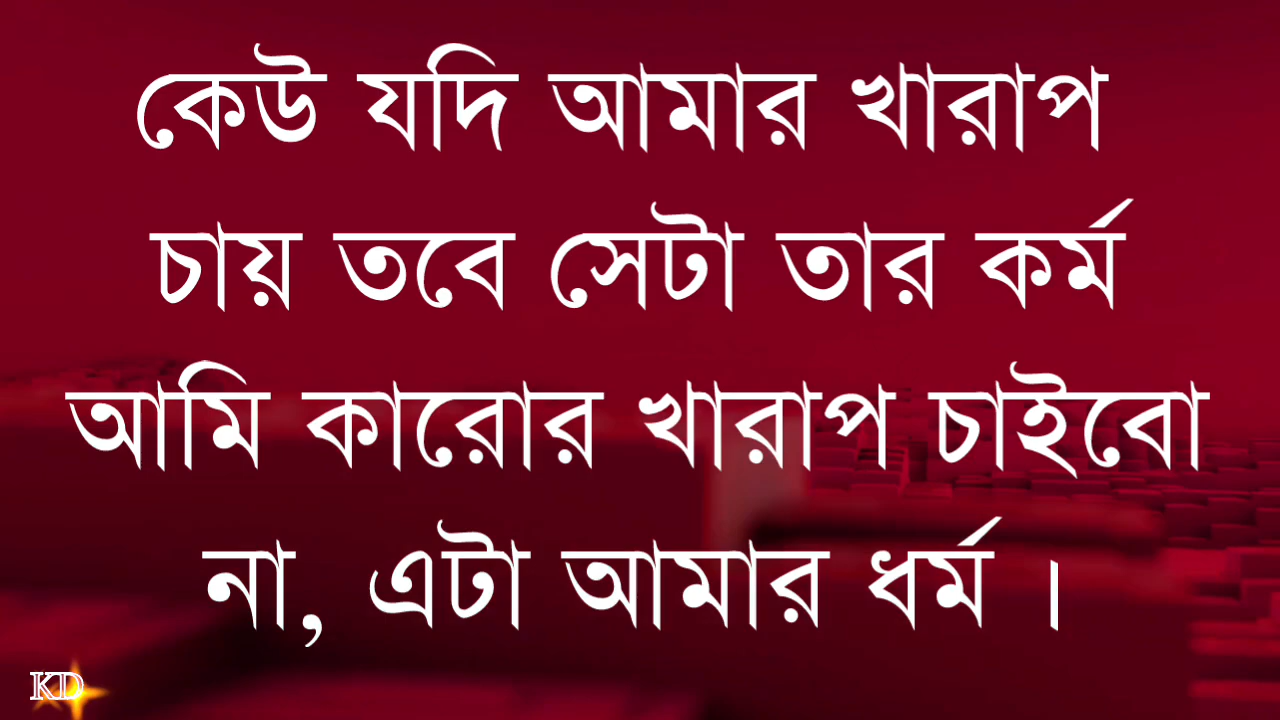 কেউ যদি আমার খারাপ
চায় তবে সেটা তার কর্ম
আমি কারোর খারাপ চাইবো
না, এটা আমার ধর্ম ।
KD